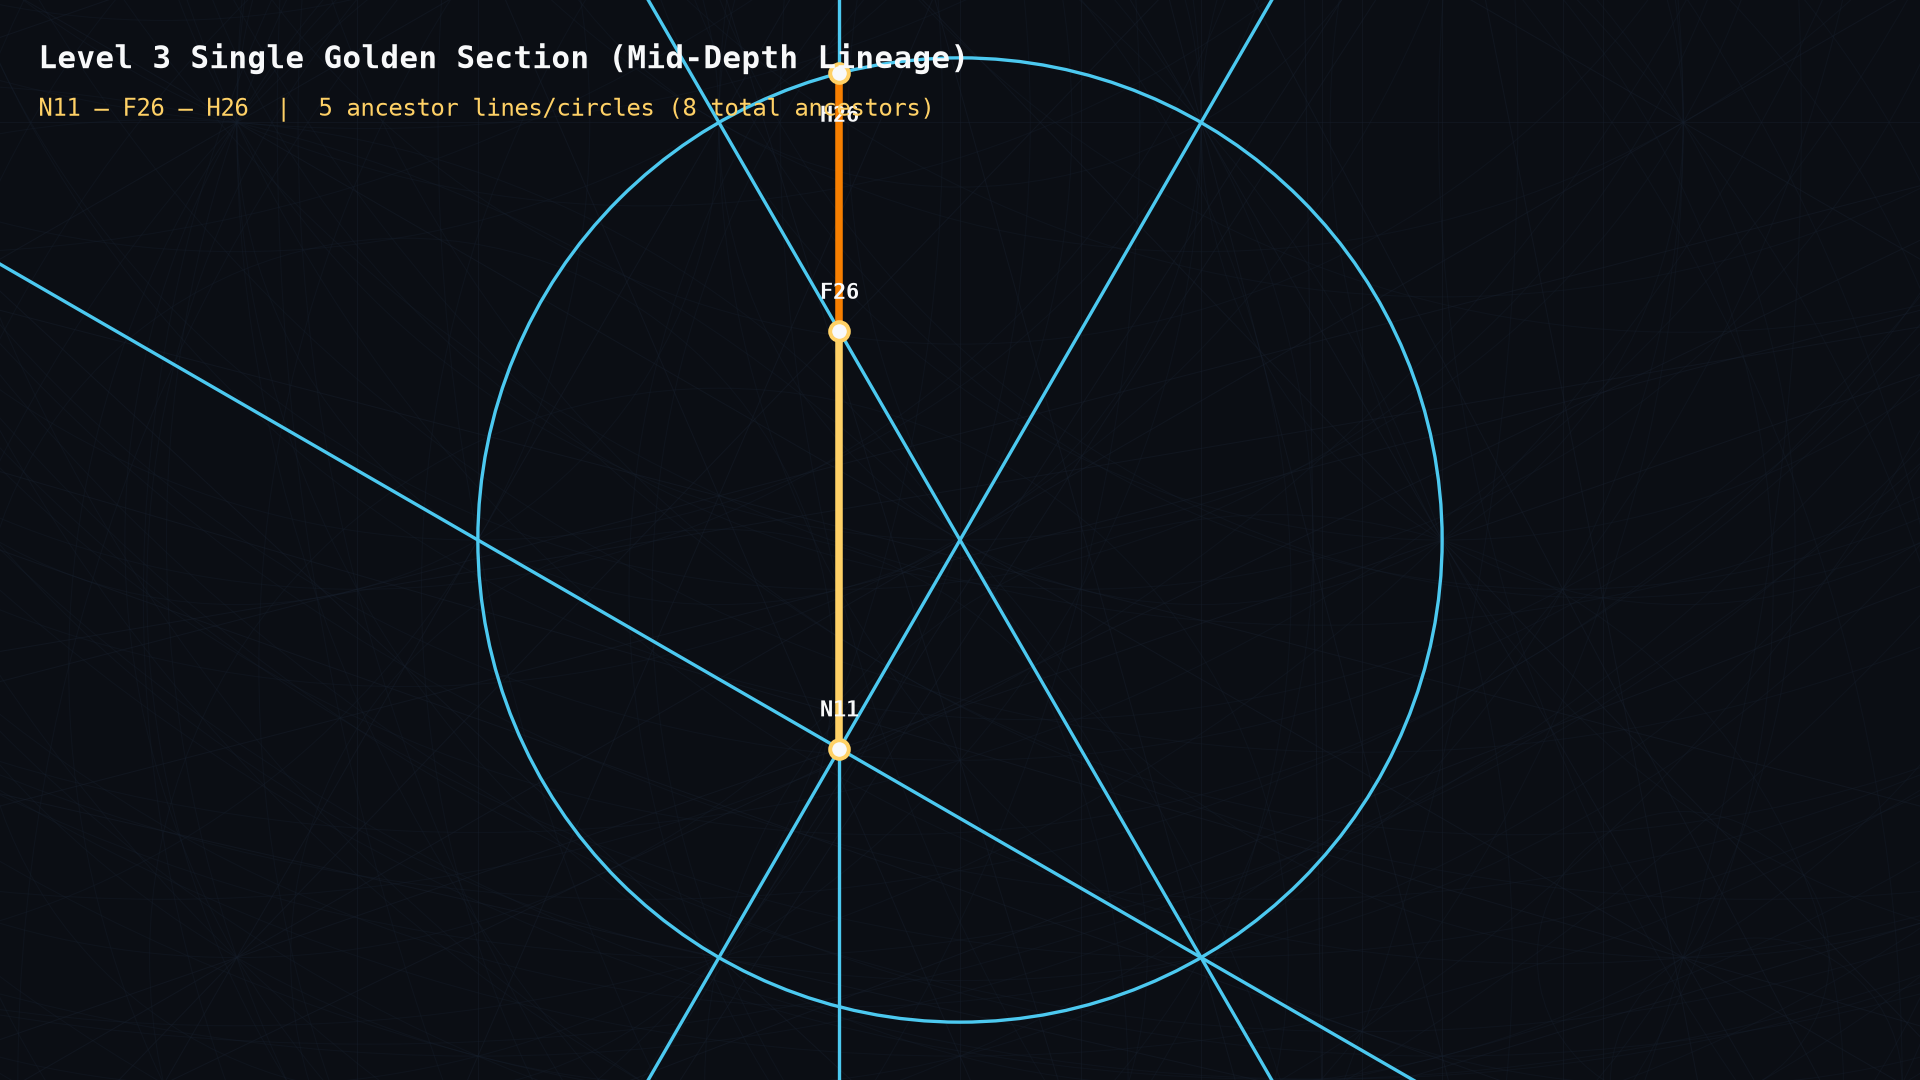 Level 3 Single Golden Section (Mid-Depth Lineage)
N11 — F26 — H26 | 5 ancestor lines/circles (8 total ancestors)
H26
F26
N11